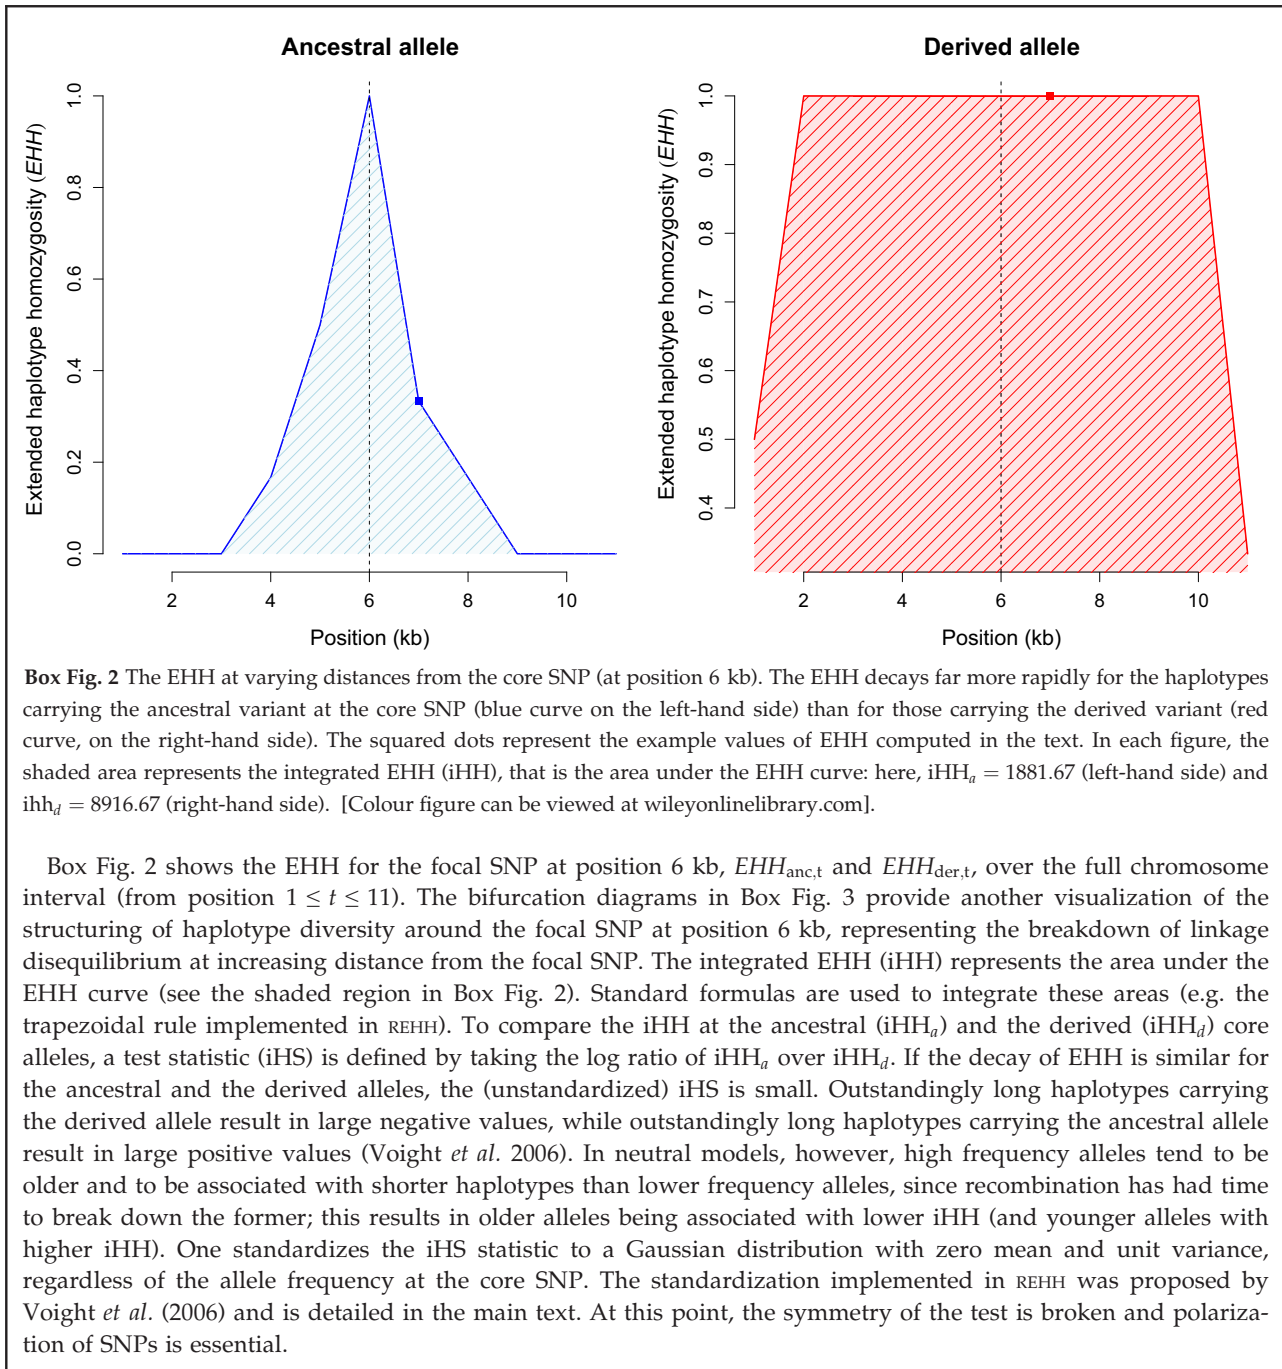 Ancestral allele
Derived allele
Extended haplotype homozygosity (EHH)
1.0
0.8
0.6
0.4
0.2
0.0
2 4 6 8 10
Position (kb)
Extended haplotype homozygosity (EHH)
1.0
0.9
0.8
0.7
0.6
0.5
0.4
2 4 6 8 10
Position (kb)
Box Fig. 2 The EHH at varying distances from the core SNP (at position 6 kb). The EHH decays far more rapidly for the haplotypes
carrying the ancestral variant at the core SNP (blue curve on the left-hand side) than for those carrying the derived variant (red
curve, on the right-hand side). The squared dots represent the example values of EHH computed in the text. In each figure, the
shaded area represents the integrated EHH (iHH), that is the area under the EHH curve: here, iHHa = 1881.67 (left-hand side) and
ihhd = 8916.67 (right-hand side). [Colour figure can be viewed at wileyonlinelibrary.com].
Box Fig. 2 shows the EHH for the focal SNP at position 6 kb, EHHanc,t and EHHder,t, over the full chromosome
interval (from position 1 ≤ t ≤ 11). The bifurcation diagrams in Box Fig. 3 provide another visualization of the
structuring of haplotype diversity around the focal SNP at position 6 kb, representing the breakdown of linkage
disequilibrium at increasing distance from the focal SNP. The integrated EHH (iHH) represents the area under the
EHH curve (see the shaded region in Box Fig. 2). Standard formulas are used to integrate these areas (e.g. the
trapezoidal rule implemented in REHH). To compare the iHH at the ancestral (iHHa) and the derived (iHHd) core
alleles, a test statistic (iHS) is defined by taking the log ratio of iHHa over iHHd. If the decay of EHH is similar for
the ancestral and the derived alleles, the (unstandardized) iHS is small. Outstandingly long haplotypes carrying
the derived allele result in large negative values, while outstandingly long haplotypes carrying the ancestral allele
result in large positive values (Voight et al. 2006). In neutral models, however, high frequency alleles tend to be
older and to be associated with shorter haplotypes than lower frequency alleles, since recombination has had time
to break down the former; this results in older alleles being associated with lower iHH (and younger alleles with
higher iHH). One standardizes the iHS statistic to a Gaussian distribution with zero mean and unit variance,
regardless of the allele frequency at the core SNP. The standardization implemented in REHH was proposed by
Voight et al. (2006) and is detailed in the main text. At this point, the symmetry of the test is broken and polariza-
tion of SNPs is essential.